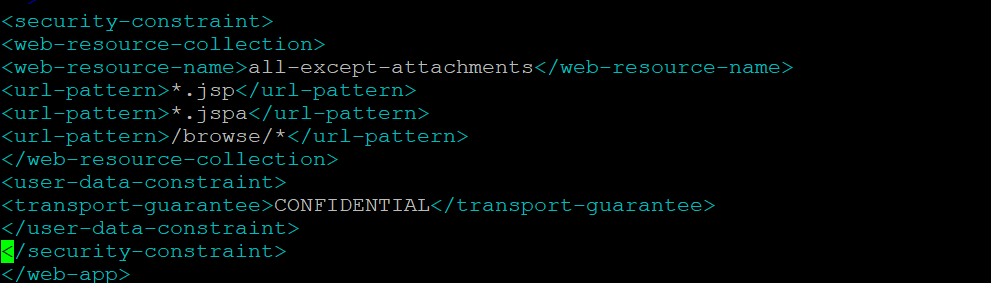 <security-constraint>
<web-resource-collection>
<web-resource-name>all-except-attachments</web-resource-name>
<url-pattern>*.jsp</url-pattern>
<url-pattern>*.jspa</url-pattern>
<url-pattern>/browse/*</url-pattern>
</web-resource-collection>
<user-data-constraint>
<transport-guarantee>CONFIDENTIAL</transport-guarantee>
</user-data-constraint>
</security-constraint>
</web-app>